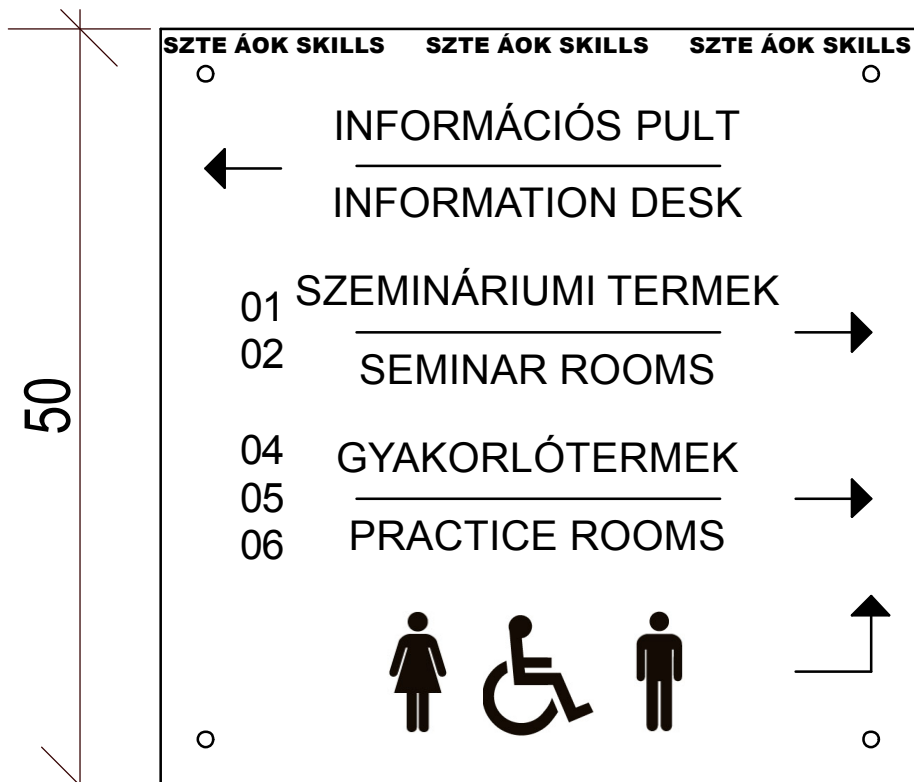 SZTE ÁOK SKILLS SZTE ÁOK SKILLS SZTE ÁOK SKILLS
INFORMÁCIÓS PULT
INFORMATION DESK
01
02
SZEMINÁRIUMI TERMEK
SEMINAR ROOMS
04
05
06
GYAKORLÓTERMEK
PRACTICE ROOMS
50